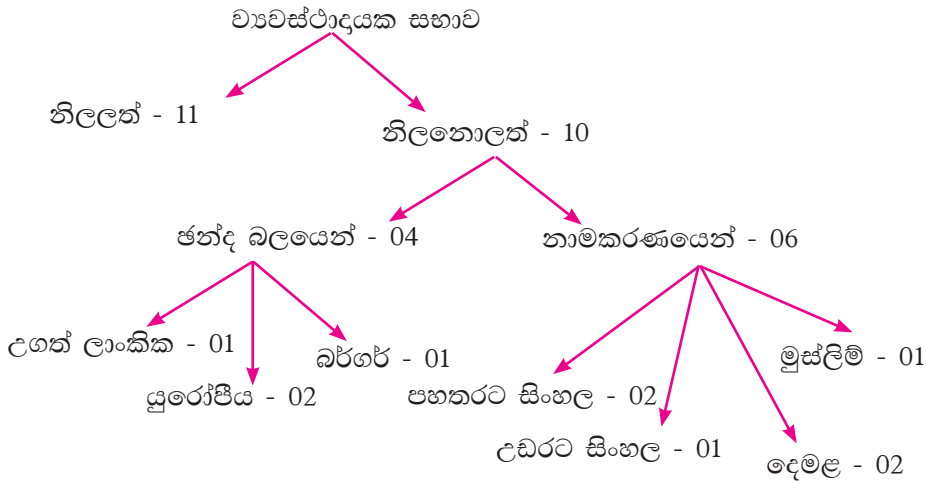 ව්‍යවස්ථාදායක සභාව
නිලලත් - 11
නිලනොලත් - 10
ඡන්ද බලයෙන් - 04
නාමකරණයෙන් - 06
උගත් ලාංකික - 01
බර්ගර් - 01
යුරෝපීය - 02
මුස්ලිම් - 01
පහතරට සිංහල - 02
උඩරට සිංහල - 01
දෙමළ - 02